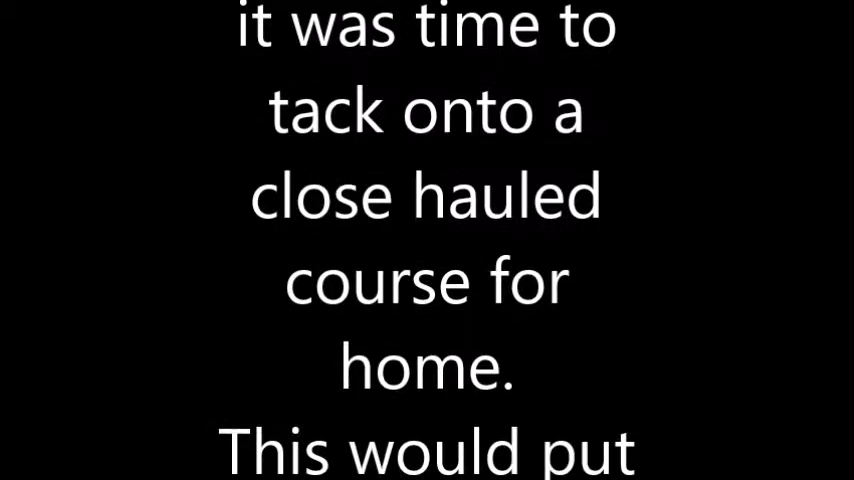 it was time to
tack onto a
close hauled
course for
home.
This would put